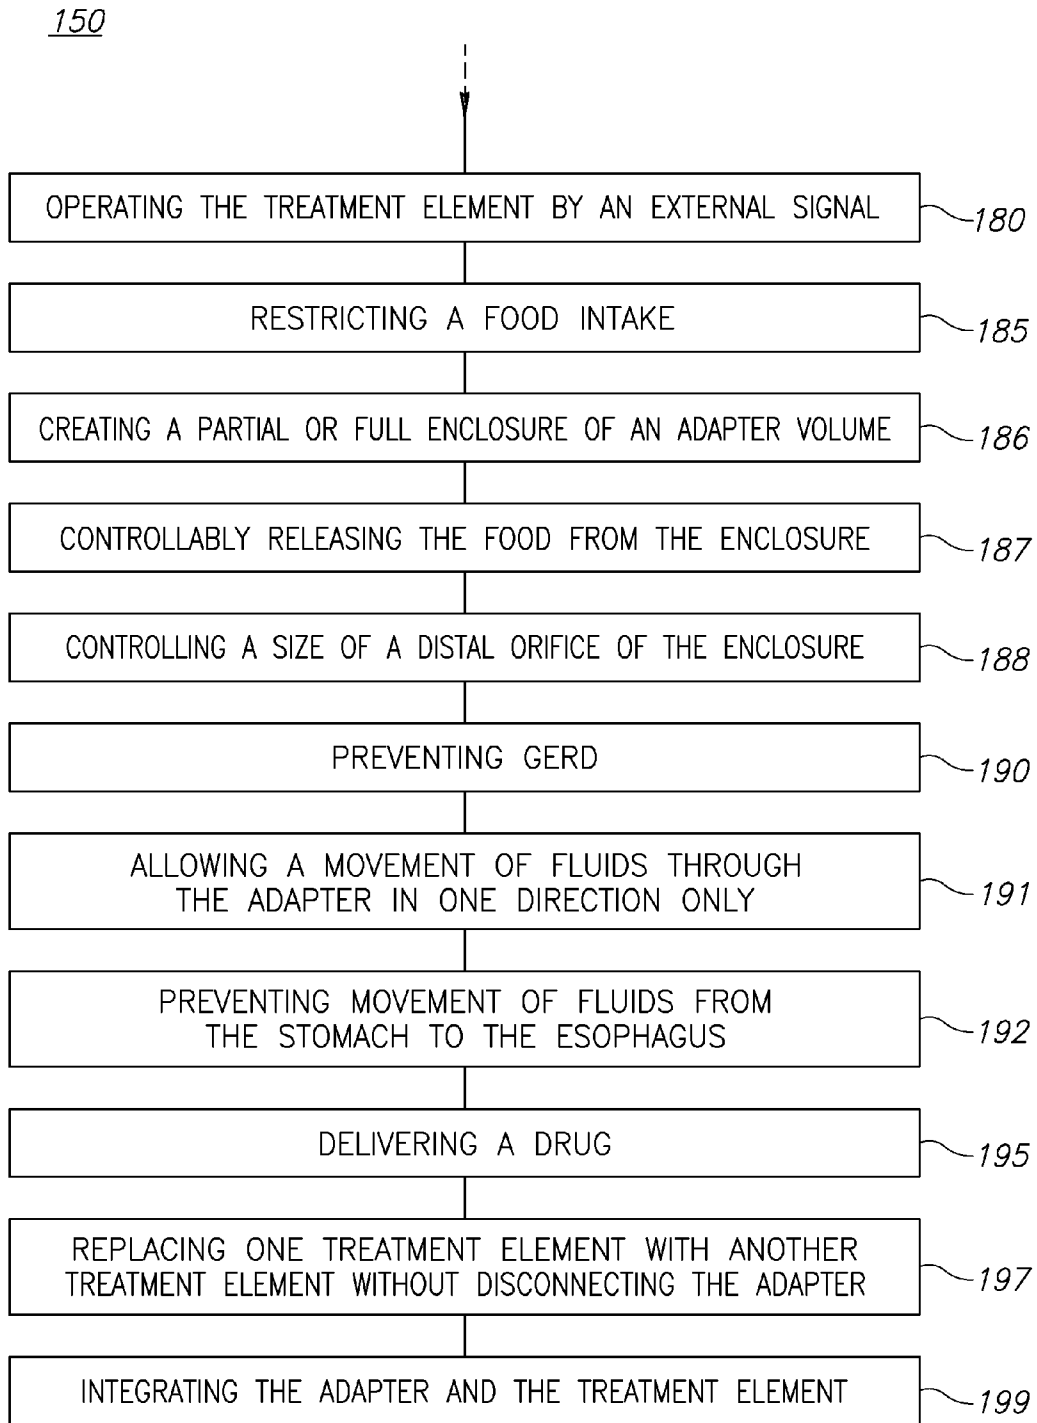 150
OPERATING THE TREATMENT ELEMENT BY AN EXTERNAL SIGNAL
180
RESTRICTING A FOOD INTAKE
185
CREATING A PARTIAL OR FULL ENCLOSURE OF AN ADAPTER VOLUME
186
CONTROLLABLY RELEASING THE FOOD FROM THE ENCLOSURE
187
CONTROLLING A SIZE OF A DISTAL ORIFICE OF THE ENCLOSURE
188
PREVENTING GERD
190
ALLOWING A MOVEMENT OF FLUIDS THROUGH
THE ADAPTER IN ONE DIRECTION ONLY
191
PREVENTING MOVEMENT OF FLUIDS FROM
THE STOMACH TO THE ESOPHAGUS
192
DELIVERING A DRUG
195
REPLACING ONE TREATMENT ELEMENT WITH ANOTHER
TREATMENT ELEMENT WITHOUT DISCONNECTING THE ADAPTER
197
INTEGRATING THE ADAPTER AND THE TREATMENT ELEMENT
199